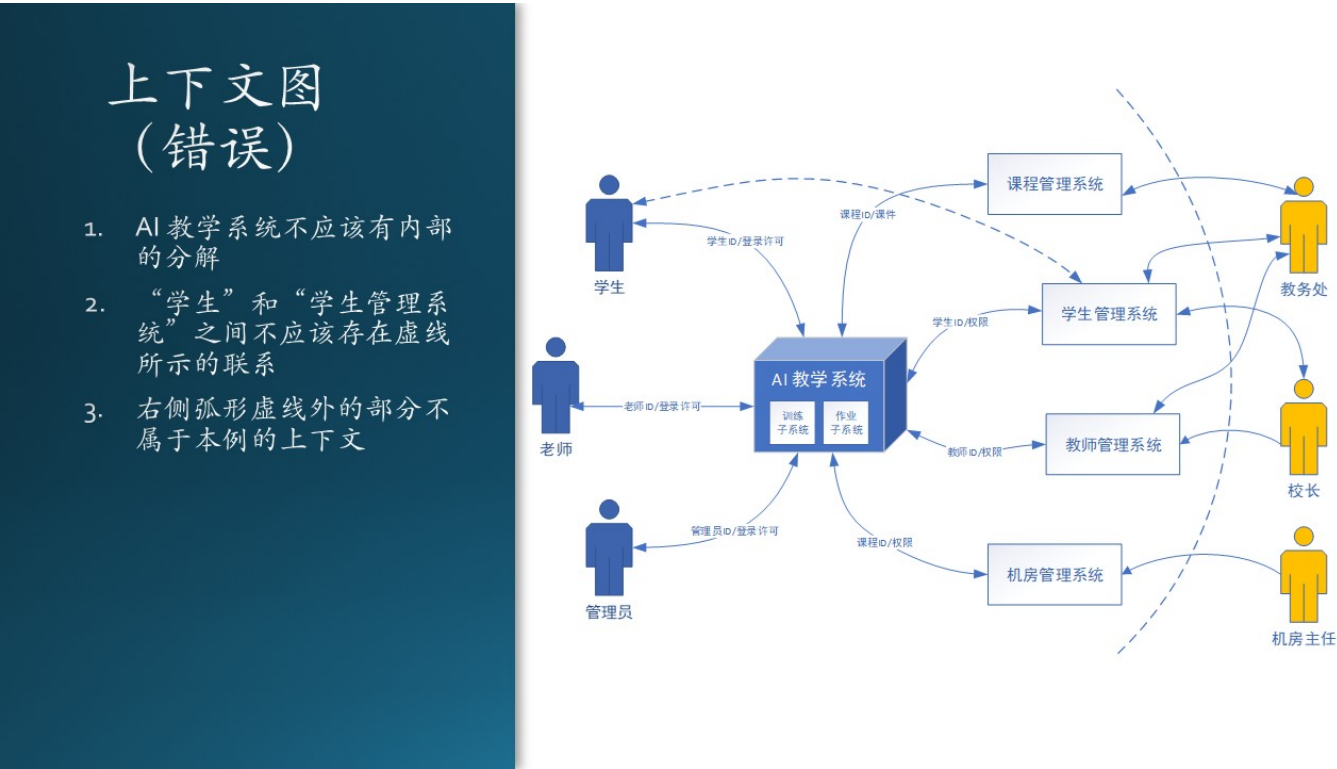 上下文图
（错误）
1. AI 教学系统不应该有内部
的分解
2. “学生”和“学生管理系
统”之间不应该存在虚线
所示的联系
3. 右侧弧形虚线外的部分不
属于本例的上下文
课程管理系统
课程ID/课件
学生ID/登录许可
学生
教务处
学生管理系统
学生ID/权限
AI 教学 系统
训练
子系统
作业
子系统
老师ID/登录许可
老师
教师管理系统
教师ID/权限
校长
管理员ID/登录许可
课程ID/权限
机房管理系统
管理员
机房主任